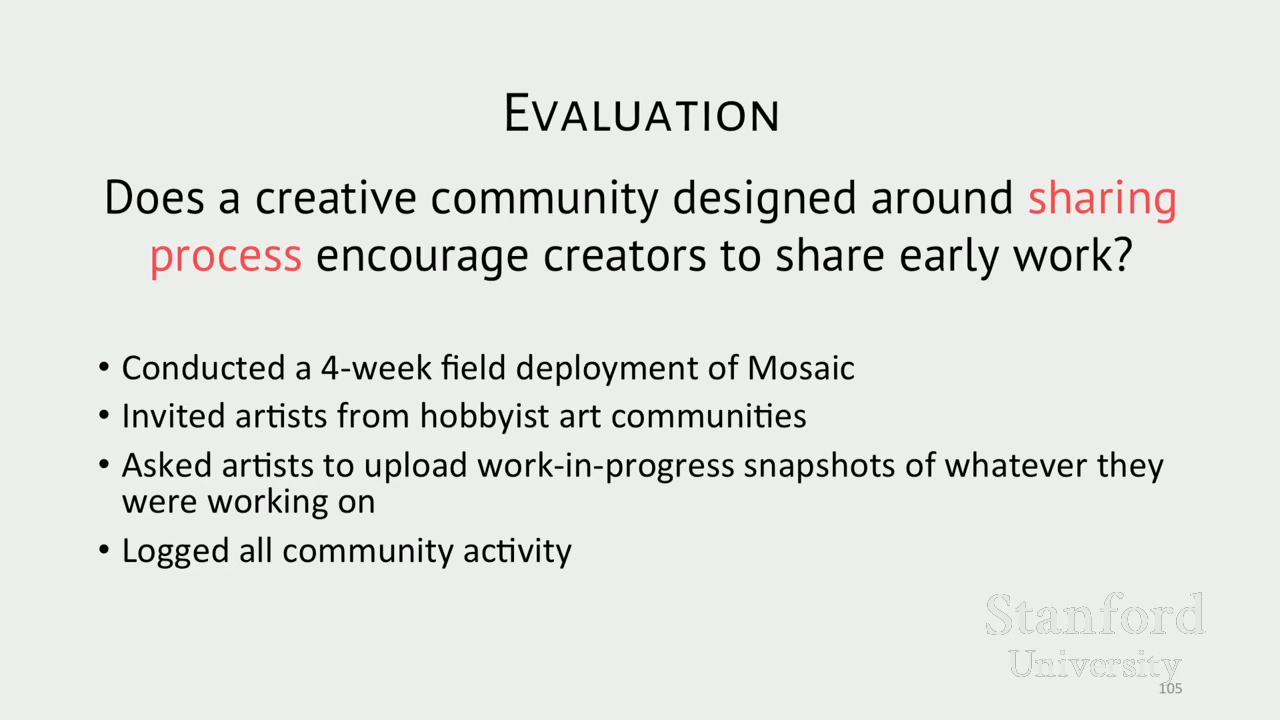 EVALUATION
Does a creative community designed around sharing
process encourage creators to share early work?
• Conducted a 4-week field deployment of Mosaic
• Invited artists from hobbyist art communities
• Asked artists to upload work-in-progress snapshots of whatever they
were working on
• Logged all community activity
Stanford
University
105